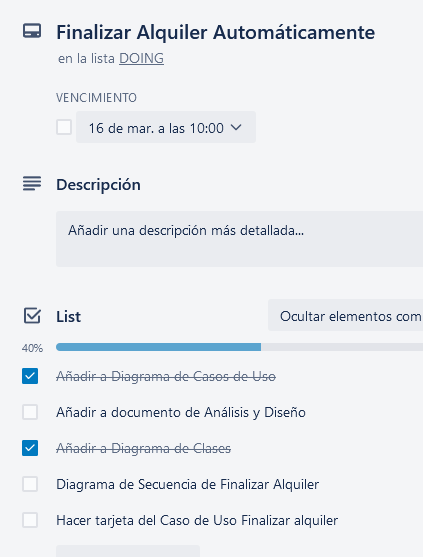 Finalizar Alquiler Automáticamente
en la lista DOING
VENCIMIENTO
16 de mar. a las 10:00
Descripción
Añadir una descripción más detallada...
List
Ocultar elementos com
40%
Añadir a Diagrama de Casos de Uso
Añadir a documento de Análisis y Diseño
Añadir a Diagrama de Clases
Diagrama de Secuencia de Finalizar Alquiler
Hacer tarjeta del Caso de Uso Finalizar alquiler